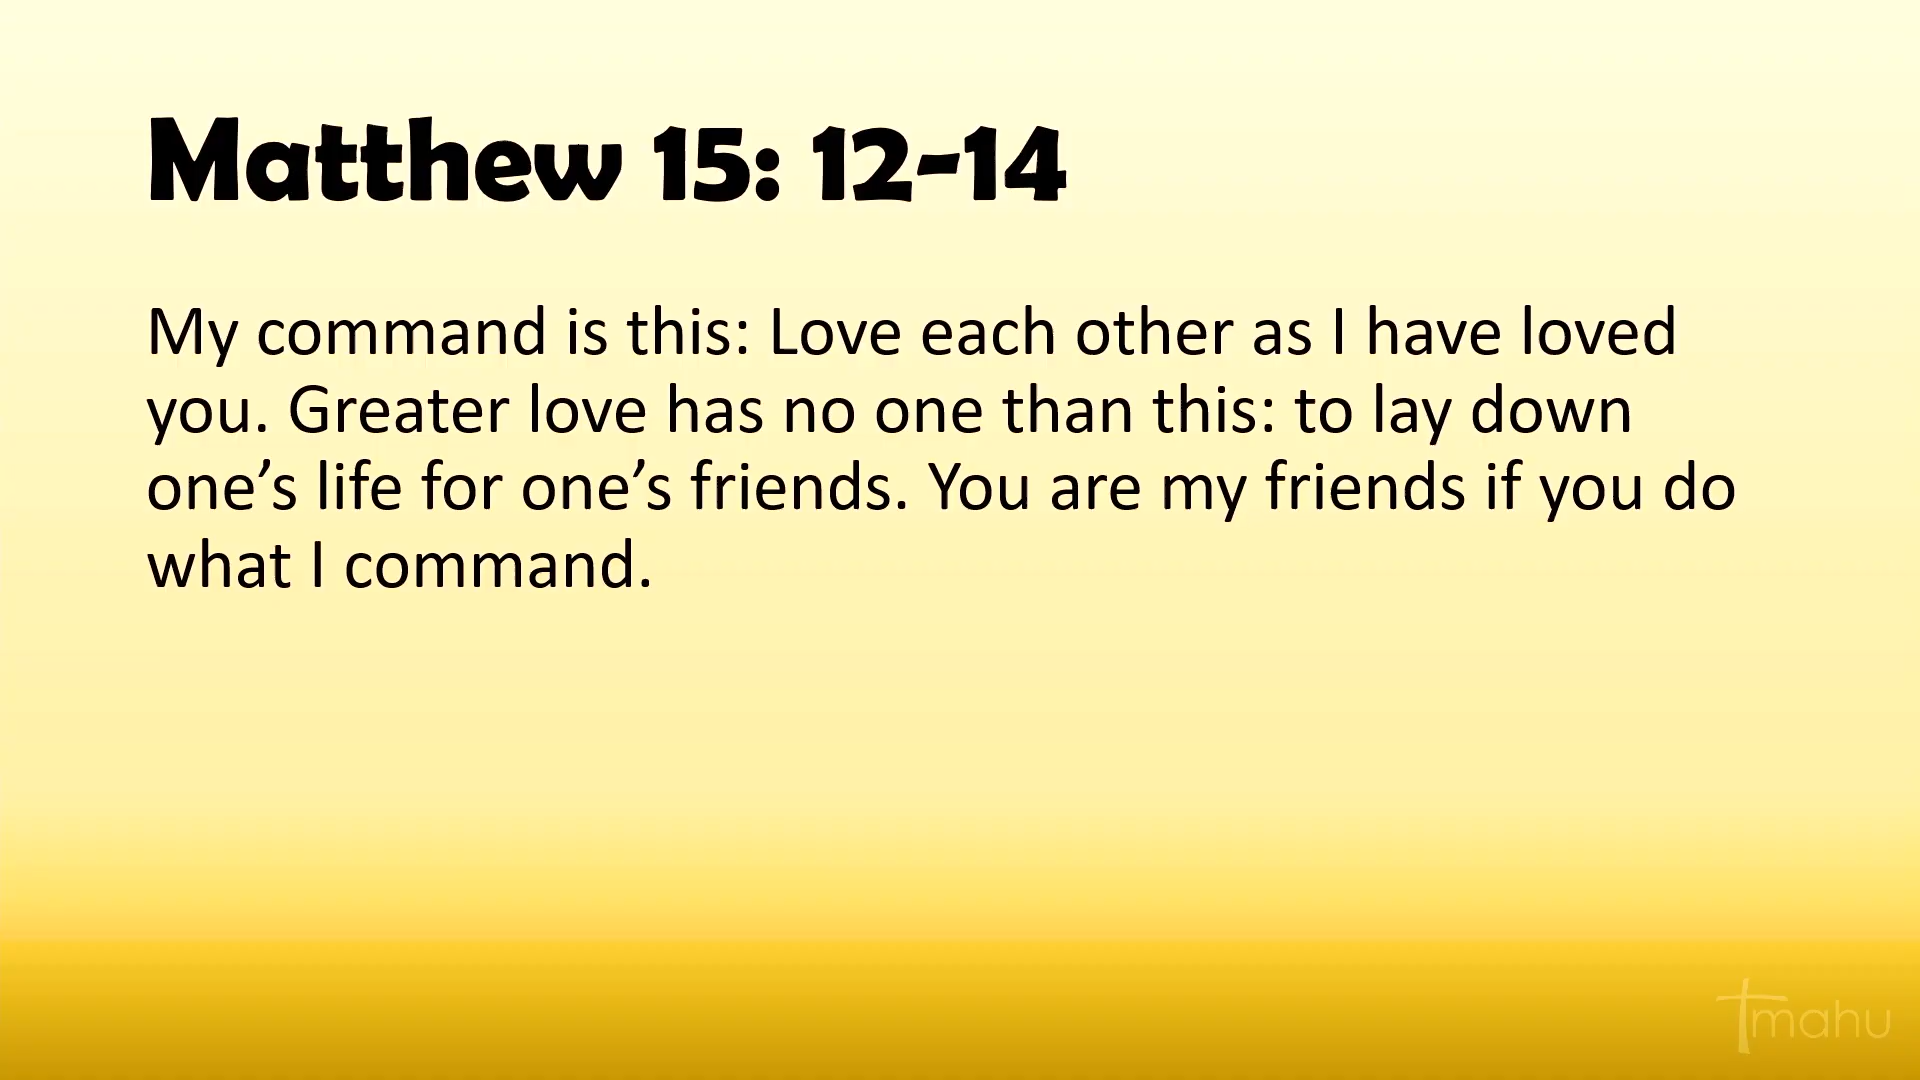 Matthew 15: 12-14
My command is this: Love each other as I have loved
you. Greater love has no one than this: to lay down
one’s life for one’s friends. You are my friends if you do
what I command.
tmahu